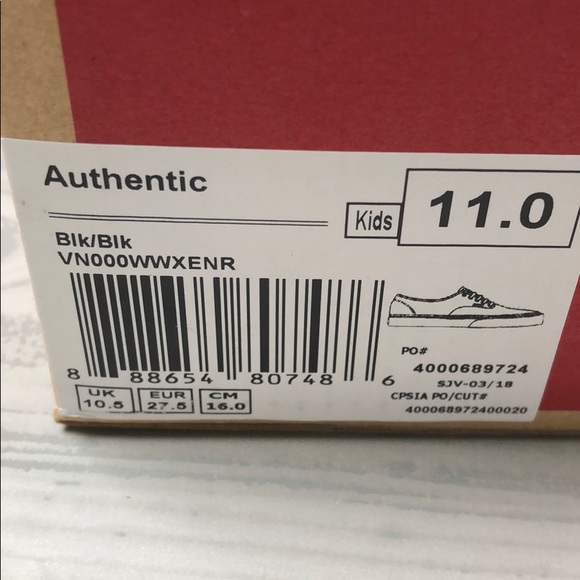 Authentic
Kids 11.0
Blk/Blk
VN000WWXENR
8 88654 80748 6
UK 10.5 EUR 27.5 CM 16.0
PO#
4000689724
SJV-03/18
CPSIA PO/CUT#
400068972400020